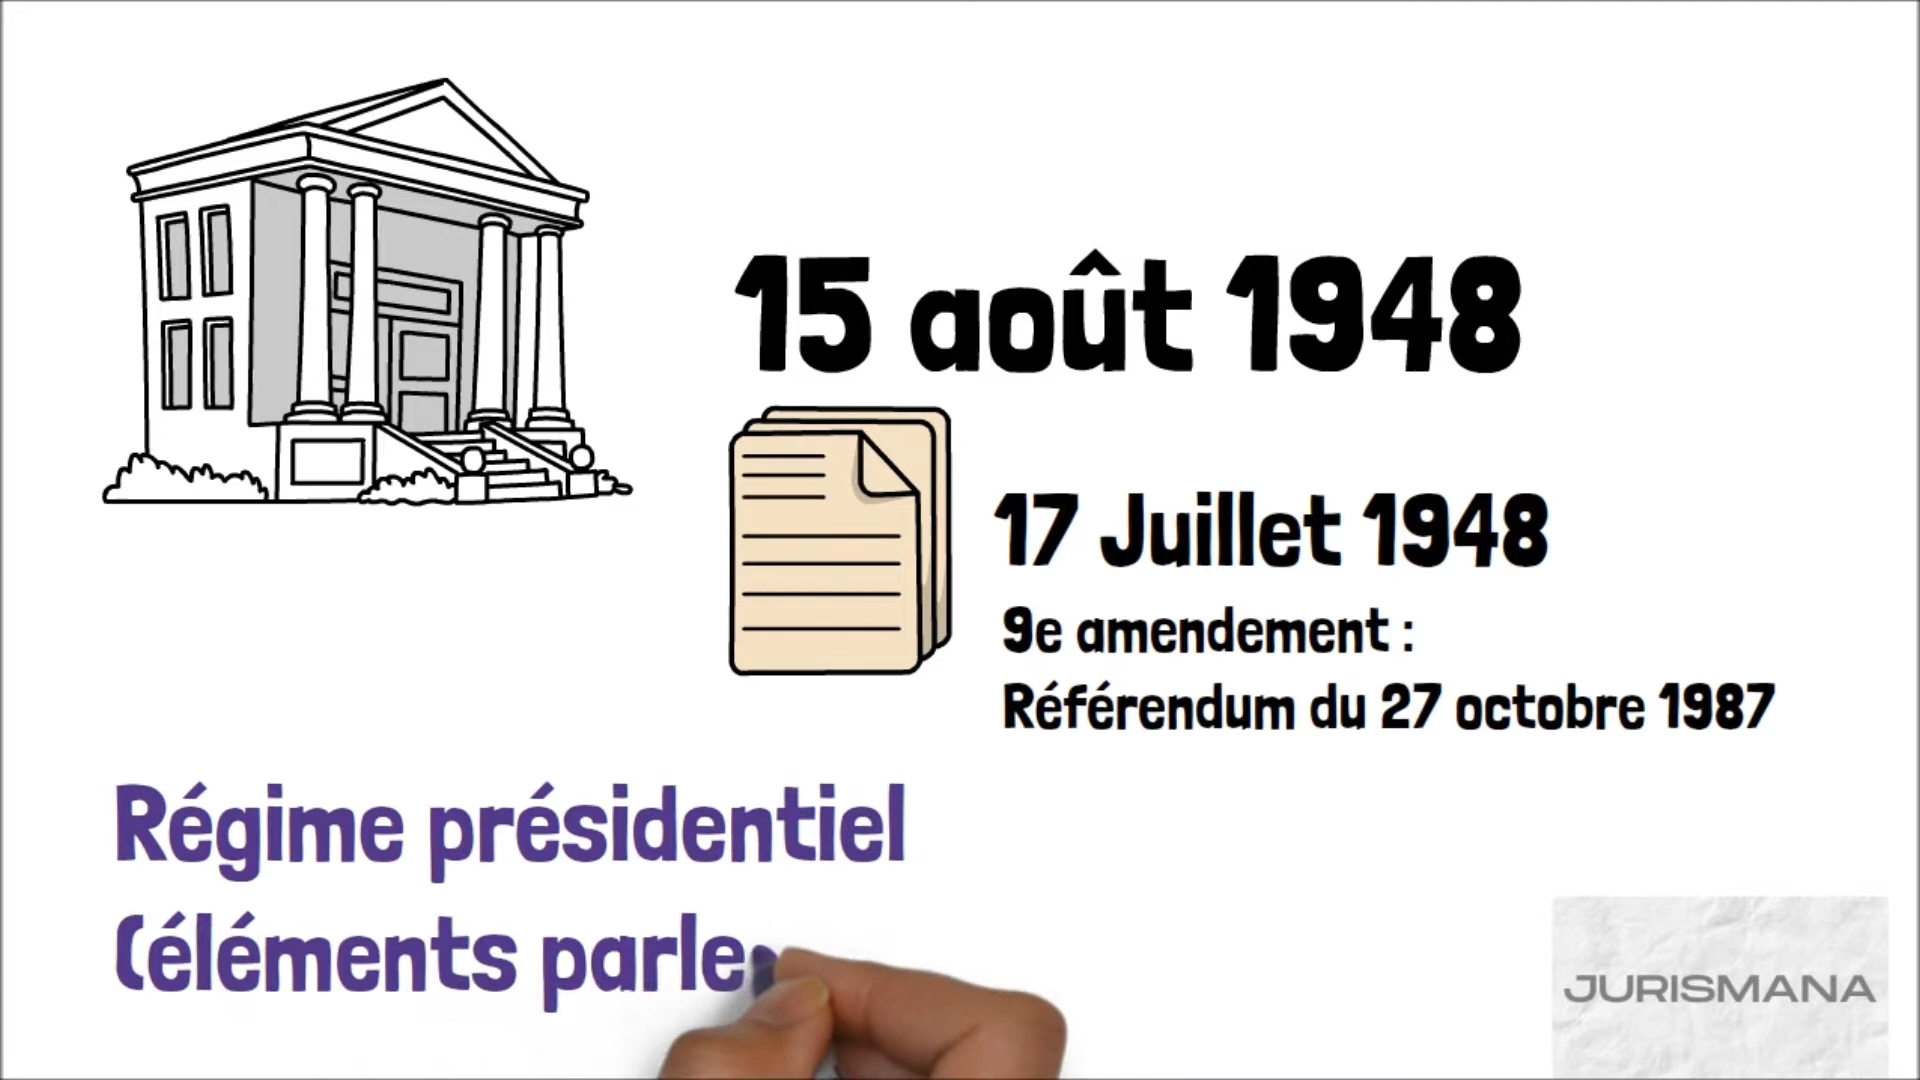 15 août 1948
17 Juillet 1948
9e amendement :
Référendum du 27 octobre 1987
Régime présidentiel
(éléments parle
JURISMANA